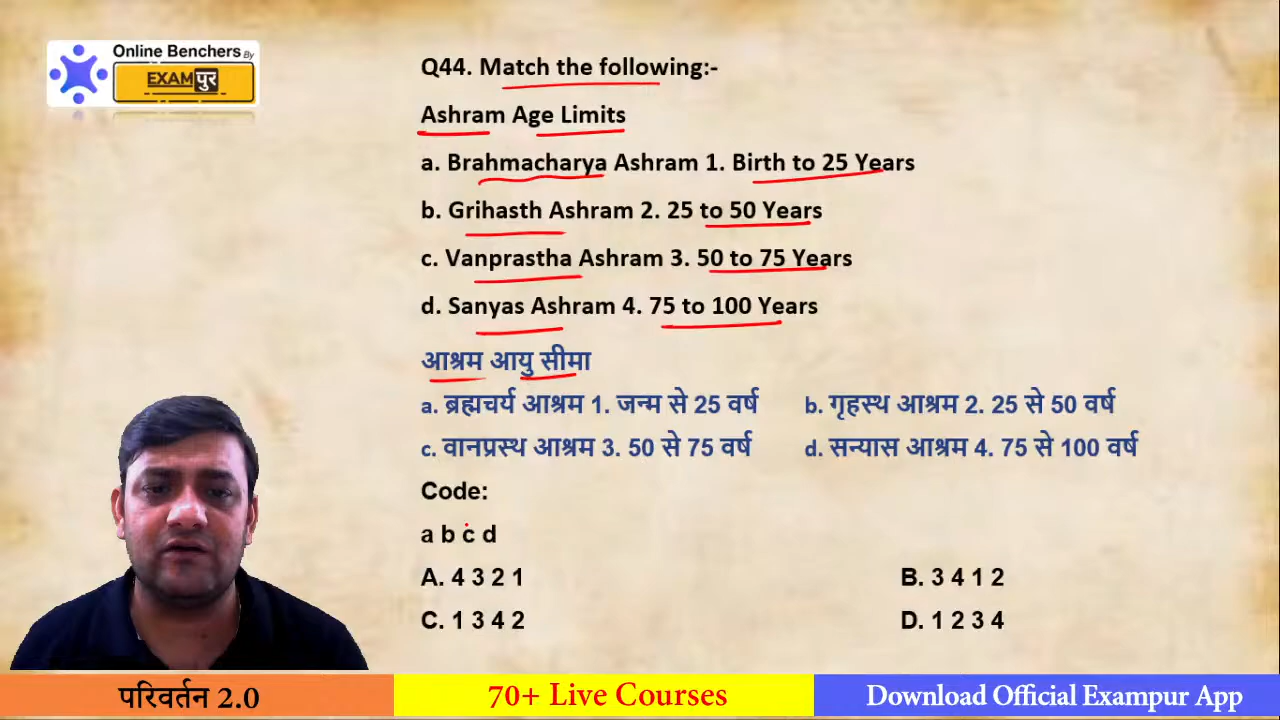 Online Benchers By
EXAMपुर
Q44. Match the following:-
Ashram Age Limits
a. Brahmacharya Ashram 1. Birth to 25 Years
b. Grihasth Ashram 2. 25 to 50 Years
c. Vanprastha Ashram 3. 50 to 75 Years
d. Sanyas Ashram 4. 75 to 100 Years
आश्रम आयु सीमा
a. ब्रह्मचर्य आश्रम 1. जन्म से 25 वर्ष b. गृहस्थ आश्रम 2. 25 से 50 वर्ष
c. वानप्रस्थ आश्रम 3. 50 से 75 वर्ष d. सन्यास आश्रम 4. 75 से 100 वर्ष
Code:
a b c d
A. 4 3 2 1 B. 3 4 1 2
C. 1 3 4 2 D. 1 2 3 4
परिवर्तन 2.0 70+ Live Courses Download Official Exampur App